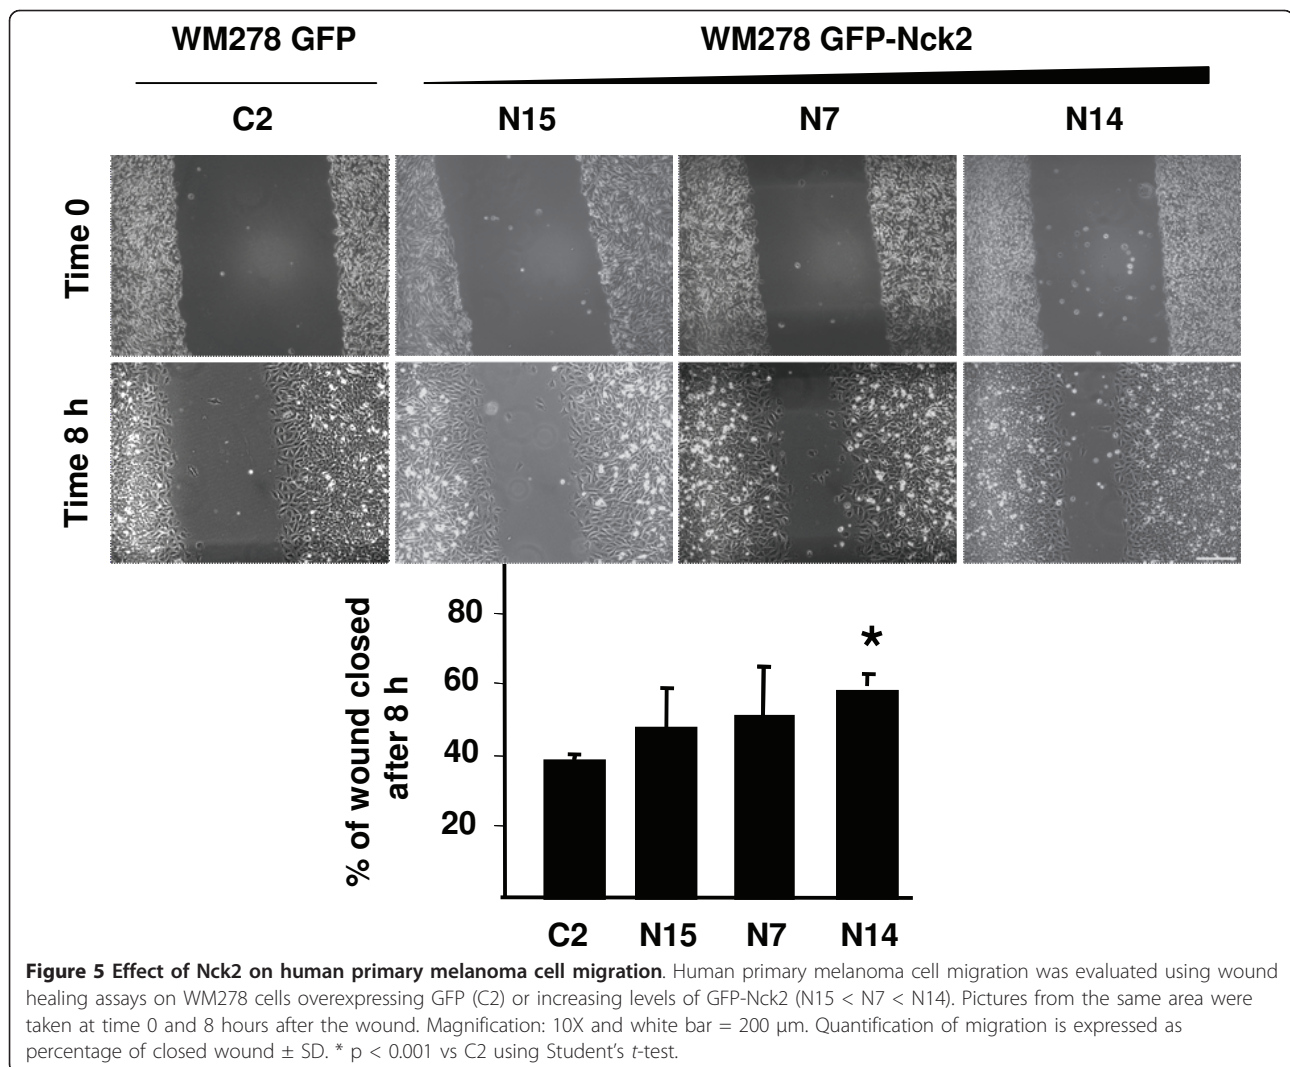 WM278 GFP
WM278 GFP-Nck2
C2
N15
N7
N14
Time 0
Time 8 h
% of wound closed
after 8 h
80
*
60
40
20
C2
N15
N7
N14
Figure 5 Effect of Nck2 on human primary melanoma cell migration. Human primary melanoma cell migration was evaluated using wound
healing assays on WM278 cells overexpressing GFP (C2) or increasing levels of GFP-Nck2 (N15 < N7 < N14). Pictures from the same area were
taken at time 0 and 8 hours after the wound. Magnification: 10X and white bar = 200 μm. Quantification of migration is expressed as
percentage of closed wound ± SD. * p < 0.001 vs C2 using Student's t-test.